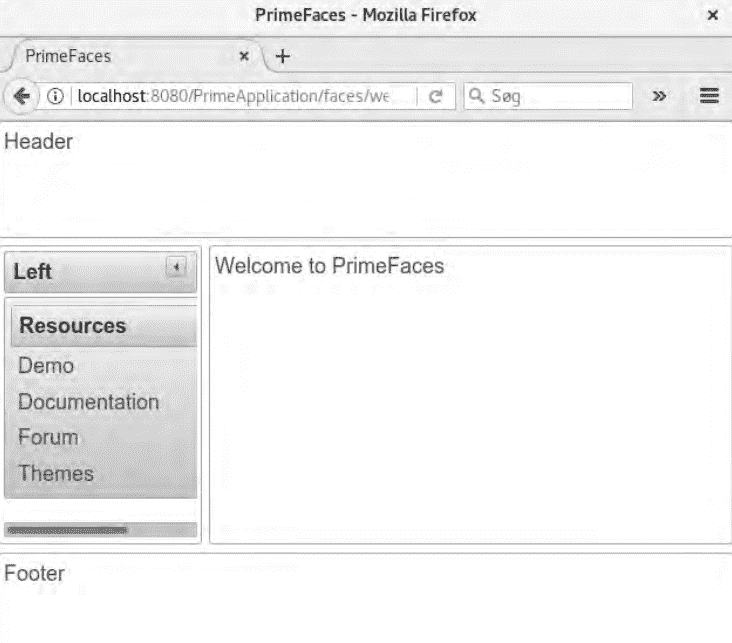 PrimeFaces - Mozilla Firefox
PrimeFaces
localhost:8080/PrimeApplication/faces/we
Søg
Header
Left
Welcome to PrimeFaces
Resources
Demo
Documentation
Forum
Themes
Footer